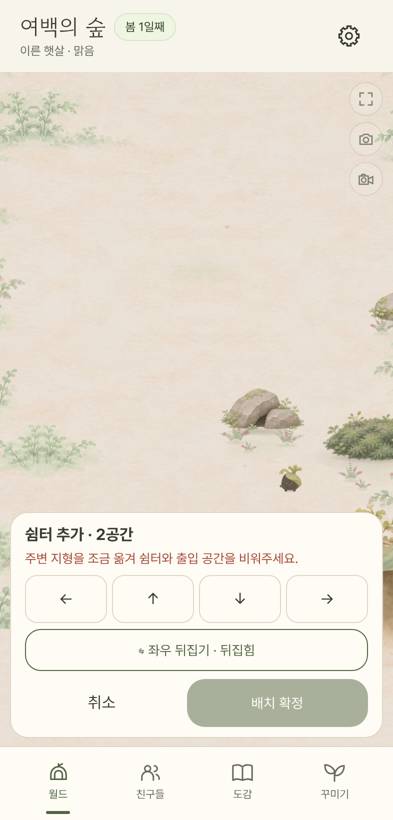 여백의 숲
봄 1일째
이른 햇살 · 맑음
쉼터 추가 · 2공간
주변 지형을 조금 옮겨 쉼터와 출입 공간을 비워주세요.
← ↑ ↓ →
⇋ 좌우 뒤집기 · 뒤집힘
취소
배치 확정
월드
친구들
도감
꾸미기